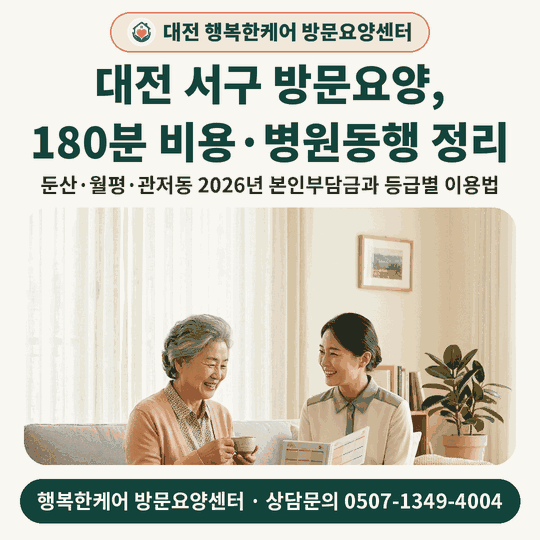 대전 행복한케어 방문요양센터
대전 서구 방문요양,
180분 비용·병원동행 정리
둔산·월평·관저동 2026년 본인부담금과 등급별 이용법
행복한케어 방문요양센터 · 상담문의 0507-1349-4004